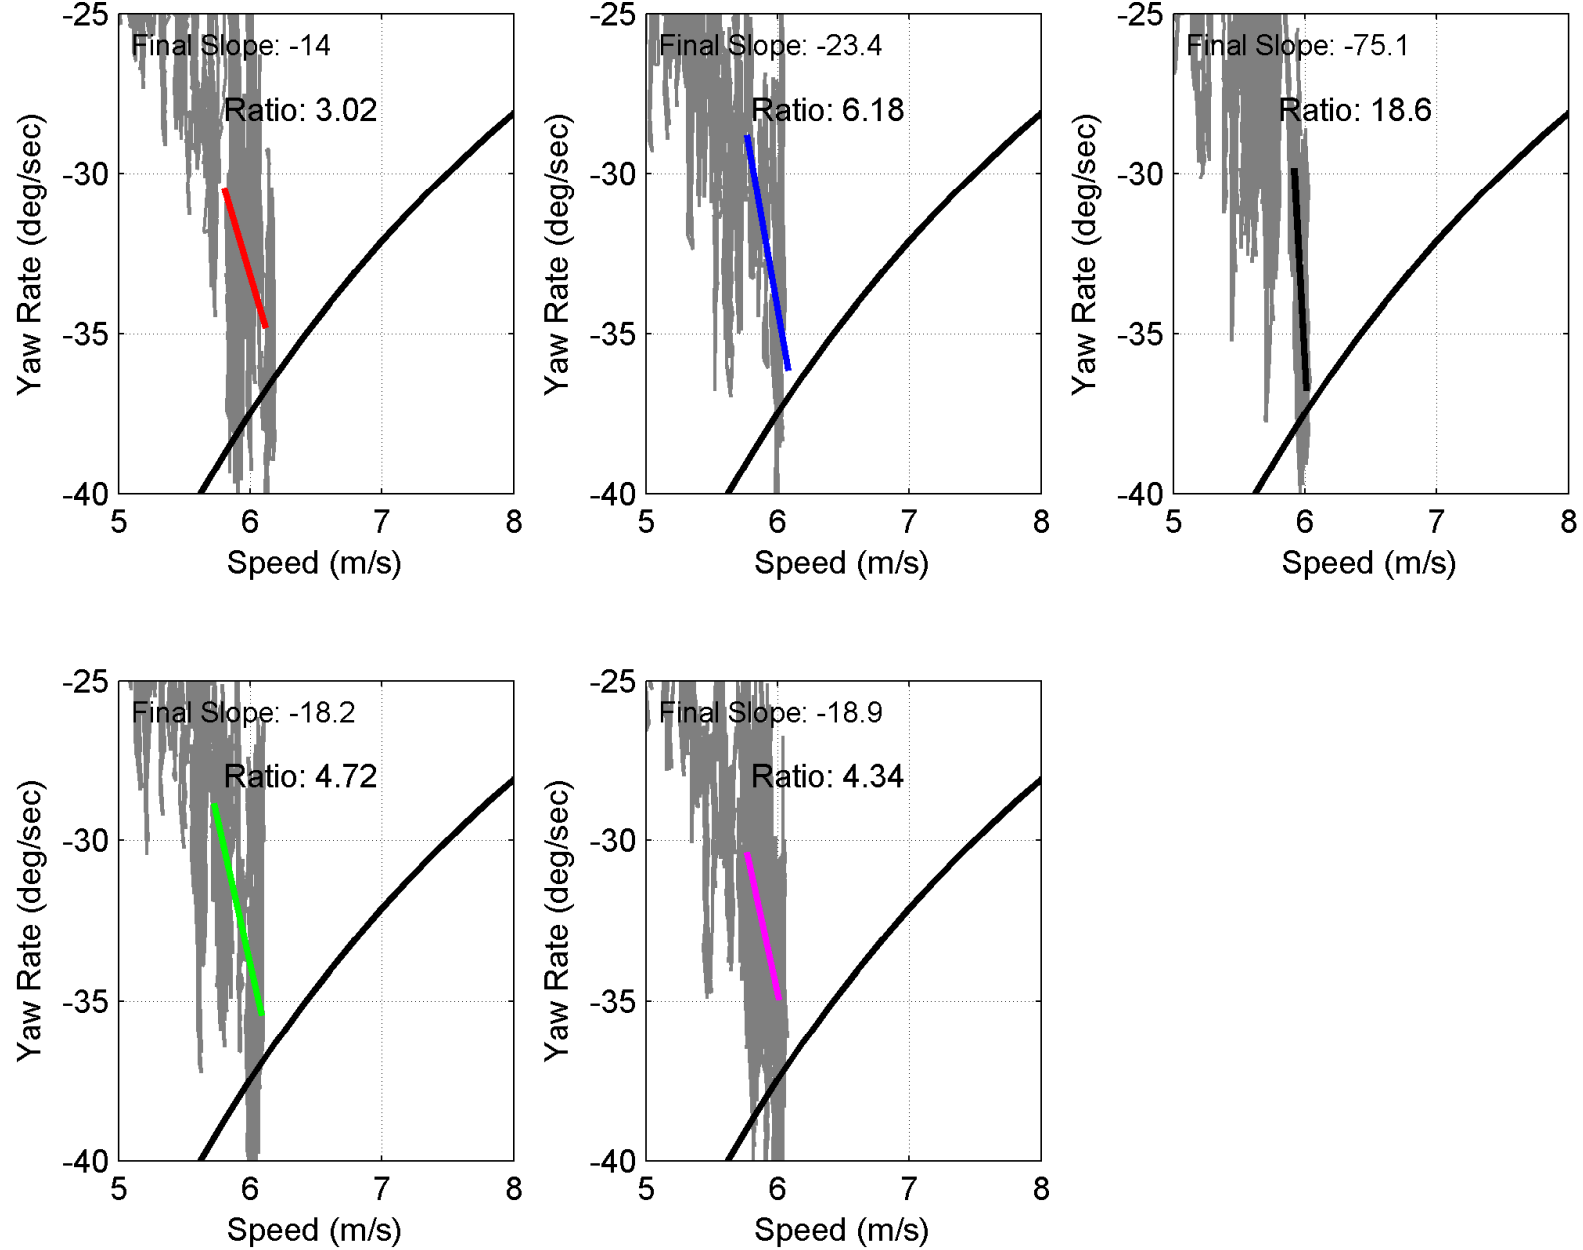 -25
-30
-35
-40
Yaw Rate (deg/sec)
Final Slope: -14
Ratio: 3.02
5 6 7 8
Speed (m/s)
-25
-30
-35
-40
Yaw Rate (deg/sec)
Final Slope: -23.4
Ratio: 6.18
5 6 7 8
Speed (m/s)
-25
-30
-35
-40
Yaw Rate (deg/sec)
Final Slope: -75.1
Ratio: 18.6
5 6 7 8
Speed (m/s)
-25
-30
-35
-40
Yaw Rate (deg/sec)
Final Slope: -18.2
Ratio: 4.72
5 6 7 8
Speed (m/s)
-25
-30
-35
-40
Yaw Rate (deg/sec)
Final Slope: -18.9
Ratio: 4.34
5 6 7 8
Speed (m/s)